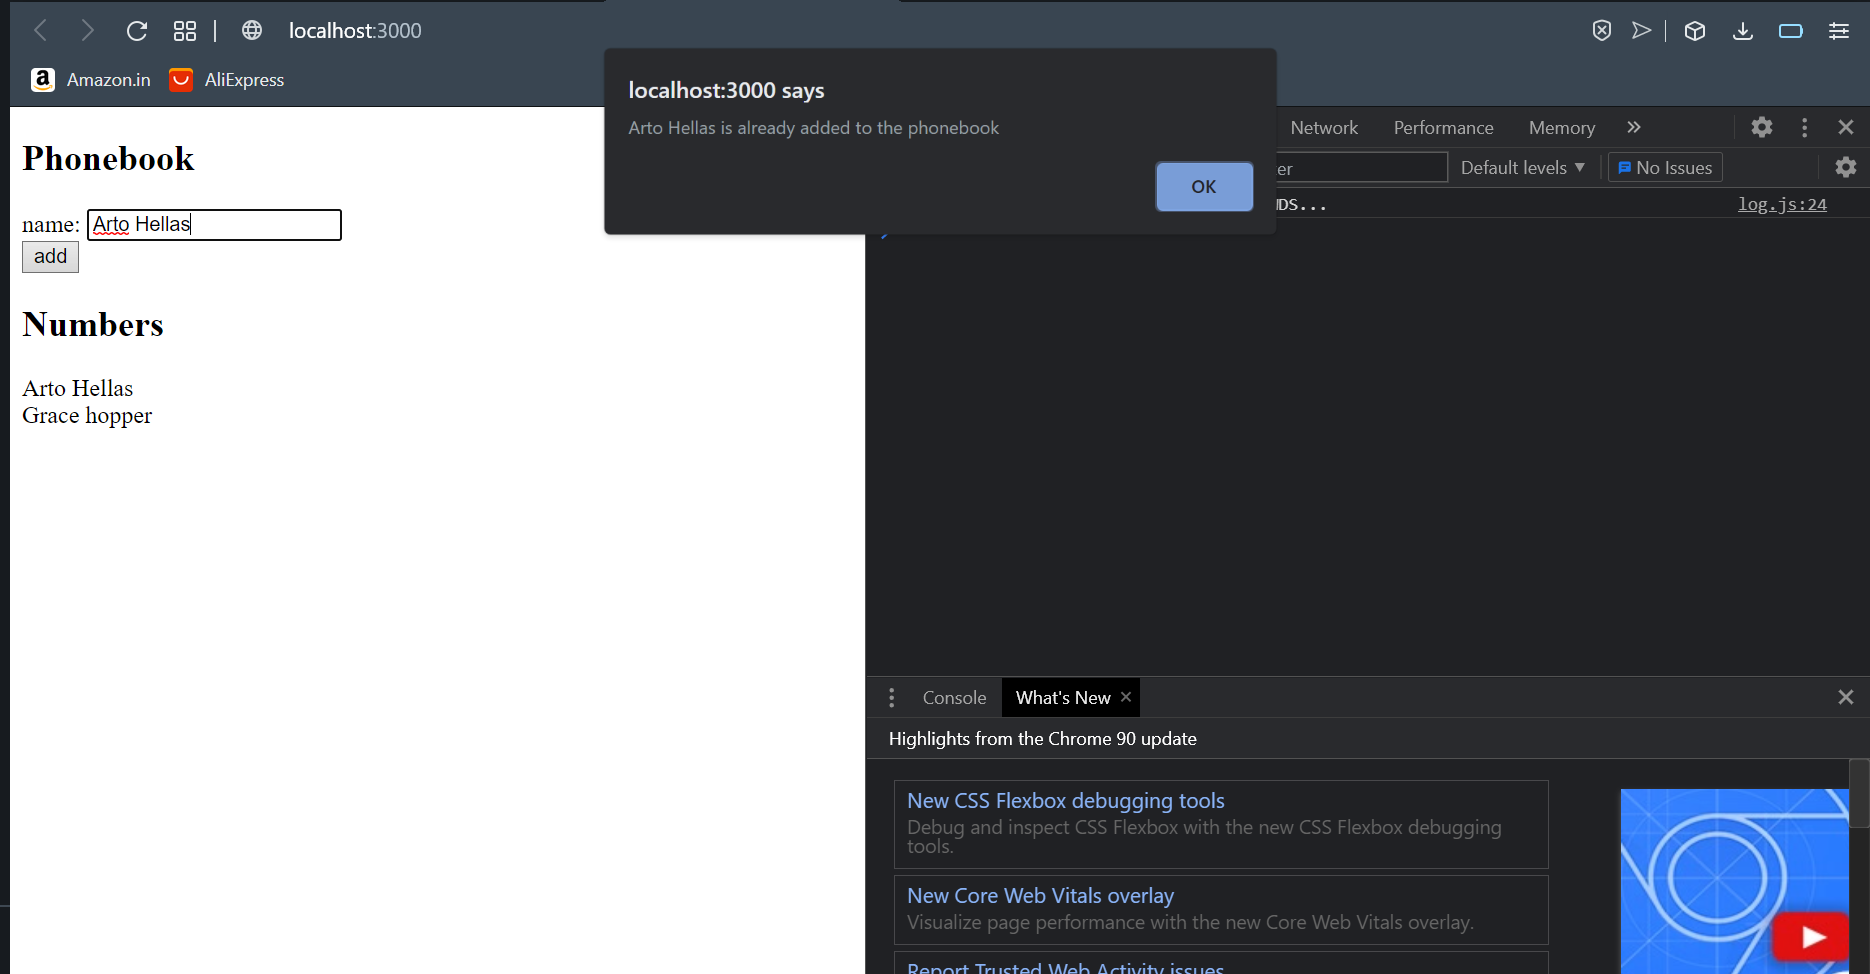 localhost:3000
Amazon.in
AliExpress
localhost:3000 says
Arto Hellas is already added to the phonebook
OK
Phonebook
name: Arto Hellas
add
Numbers
Arto Hellas
Grace hopper
Network Performance Memory
er Default levels ▼ No Issues
DS... log.js:24
Console What's New
Highlights from the Chrome 90 update
New CSS Flexbox debugging tools
Debug and inspect CSS Flexbox with the new CSS Flexbox debugging
tools.
New Core Web Vitals overlay
Visualize page performance with the new Core Web Vitals overlay.
Report Trusted Web Activity issues